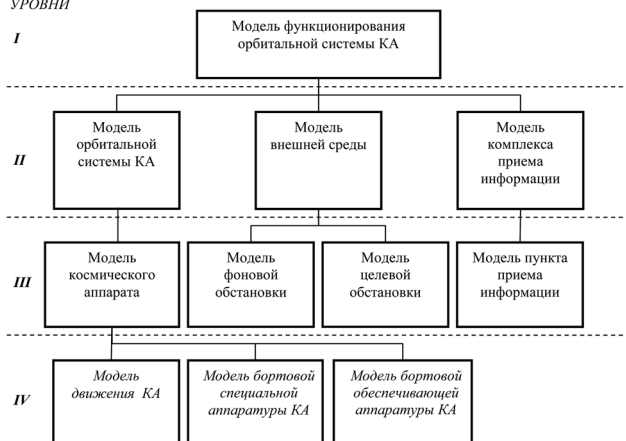 УРОВНИ
I
Модель функционирования
орбитальной системы КА
II
Модель
орбитальной
системы КА
Модель
внешней среды
Модель
комплекса
приема
информации
III
Модель
космического
аппарата
Модель
фоновой
обстановки
Модель
целевой
обстановки
Модель пункта
приема
информации
IV
Модель
движения КА
Модель бортовой
специальной
аппаратуры КА
Модель бортовой
обеспечивающей
аппаратуры КА